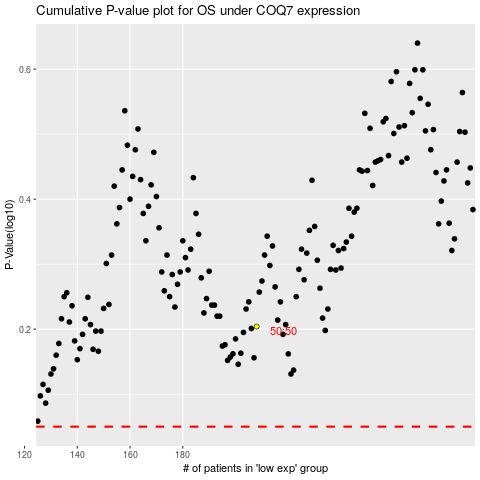 Cumulative P-value plot for OS under COQ7 expression
P-Value(log10)
0.6
0.4
0.2
50:50
120
140
160
180
# of patients in 'low exp' group